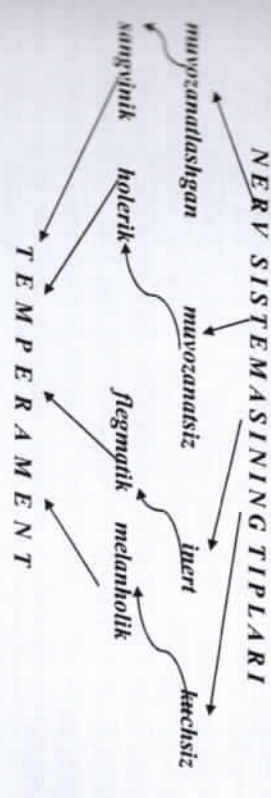 NERV SISTEMASINING TIPLARI
muvozanatlashgan muvozanatsiz inert kuchsiz
sangvinik holerik flegmatik melanholik
TEMPERAMENT